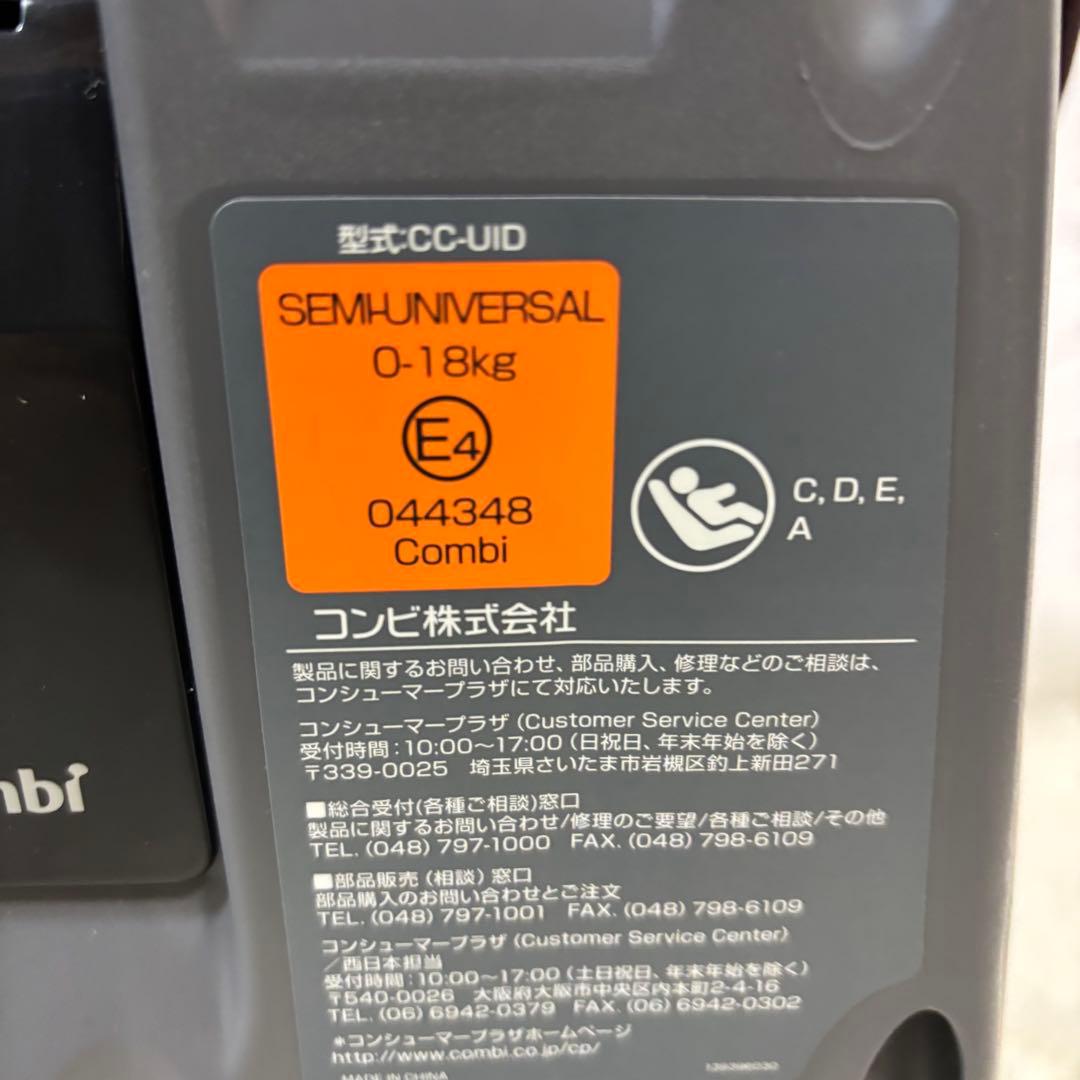 型式:CC-UID
SEMI-UNIVERSAL
0-18kg
E4
044348
Combi
C, D, E,
A
コンビ株式会社
製品に関するお問い合わせ、部品購入、修理などのご相談は、
コンシューマープラザにて対応いたします。
コンシューマープラザ (Customer Service Center)
受付時間:10:00〜17:00 (日祝日、年末年始を除く)
〒339-0025 埼玉県さいたま市岩槻区釣上新田271
■総合受付(各種ご相談)窓口
製品に関するお問い合わせ/修理のご要望/各種ご相談/その他
TEL. (048) 797-1000 FAX. (048) 798-6109
■部品販売 (相談) 窓口
部品購入のお問い合わせとご注文
TEL. (048) 797-1001 FAX. (048) 798-6109
コンシューマープラザ (Customer Service Center)
/西日本担当
受付時間:10:00〜17:00 (土日祝日、年末年始を除く)
〒540-0026 大阪府大阪市中央区内本町2-4-16
TEL. (06) 6942-0379 FAX. (06) 6942-0302
*コンシューマープラザホームページ
http://www.combi.co.jp/cp/
MADE IN CHINA
mbi